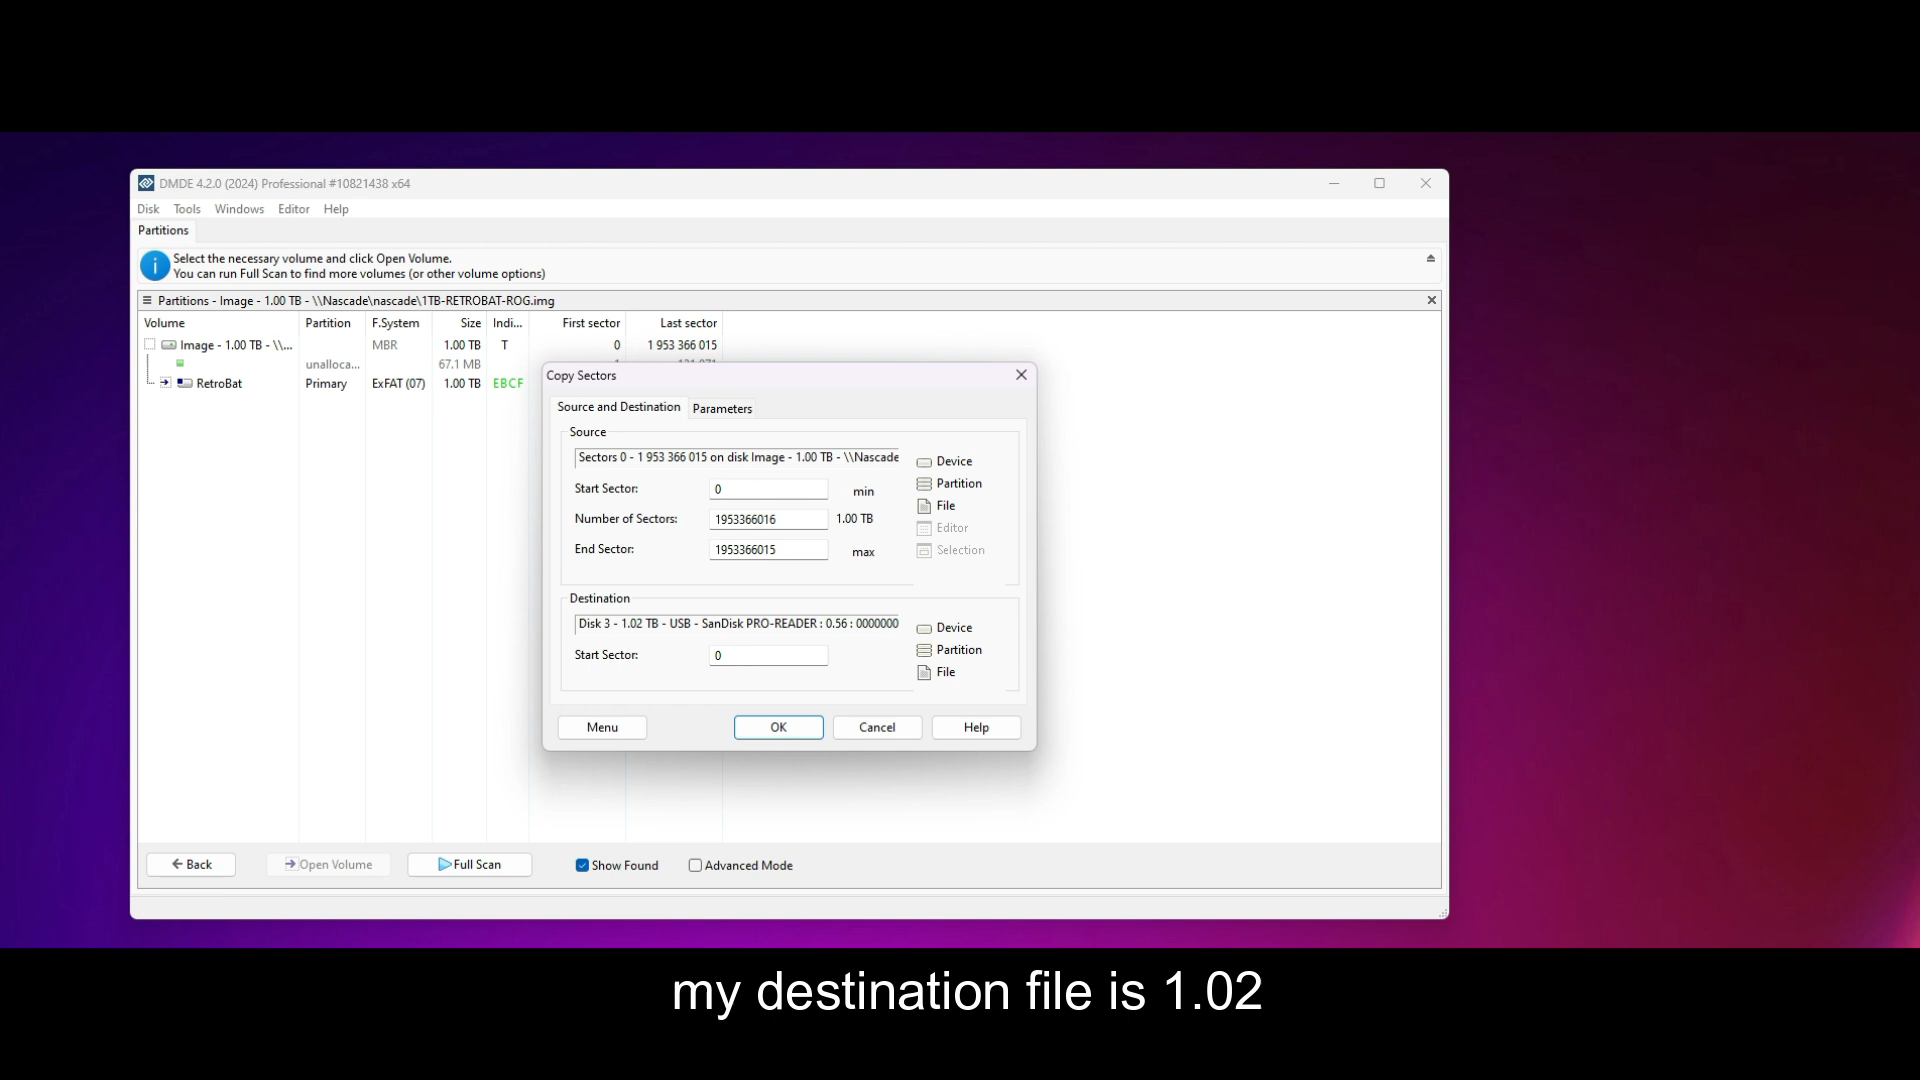 DMDE 4.2.0 (2024) Professional #10821438 x64
Disk Tools Windows Editor Help
Partitions
Select the necessary volume and click Open Volume.
You can run Full Scan to find more volumes (or other volume options)
Partitions - Image - 1.00 TB - \\Nascade\nascade\1TB-RETROBAT-ROG.img
Volume Partition F.System Size Indi... First sector Last sector
Image - 1.00 TB - \\... MBR 1.00 TB T 0 1 953 366 015
unalloca... 67.1 MB
RetroBat Primary ExFAT (07) 1.00 TB EBCF
Copy Sectors
Source and Destination Parameters
Source
Sectors 0 - 1 953 366 015 on disk Image - 1.00 TB - \\Nascade
Device
Start Sector: 0 min
Partition
File
Number of Sectors: 1953366016 1.00 TB
Editor
End Sector: 1953366015 max
Selection
Destination
Disk 3 - 1.02 TB - USB - SanDisk PRO-READER : 0.56 : 0000000
Device
Start Sector: 0
Partition
File
Menu OK Cancel Help
Back Open Volume Full Scan Show Found Advanced Mode
my destination file is 1.02